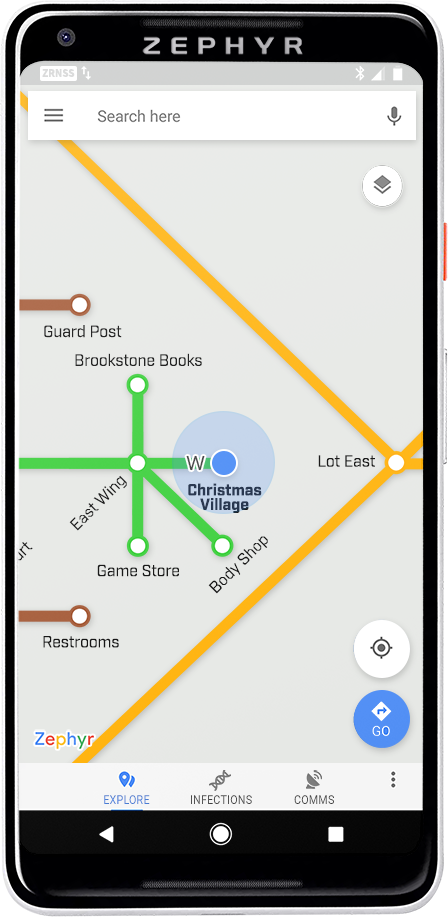 ZEPHYR
ZRNSS
Search here
Guard Post
Brookstone Books
W
Christmas
Village
Lot East
East Wing
urt
Game Store
Body Shop
Restrooms
Zephyr
GO
EXPLORE
INFECTIONS
COMMS